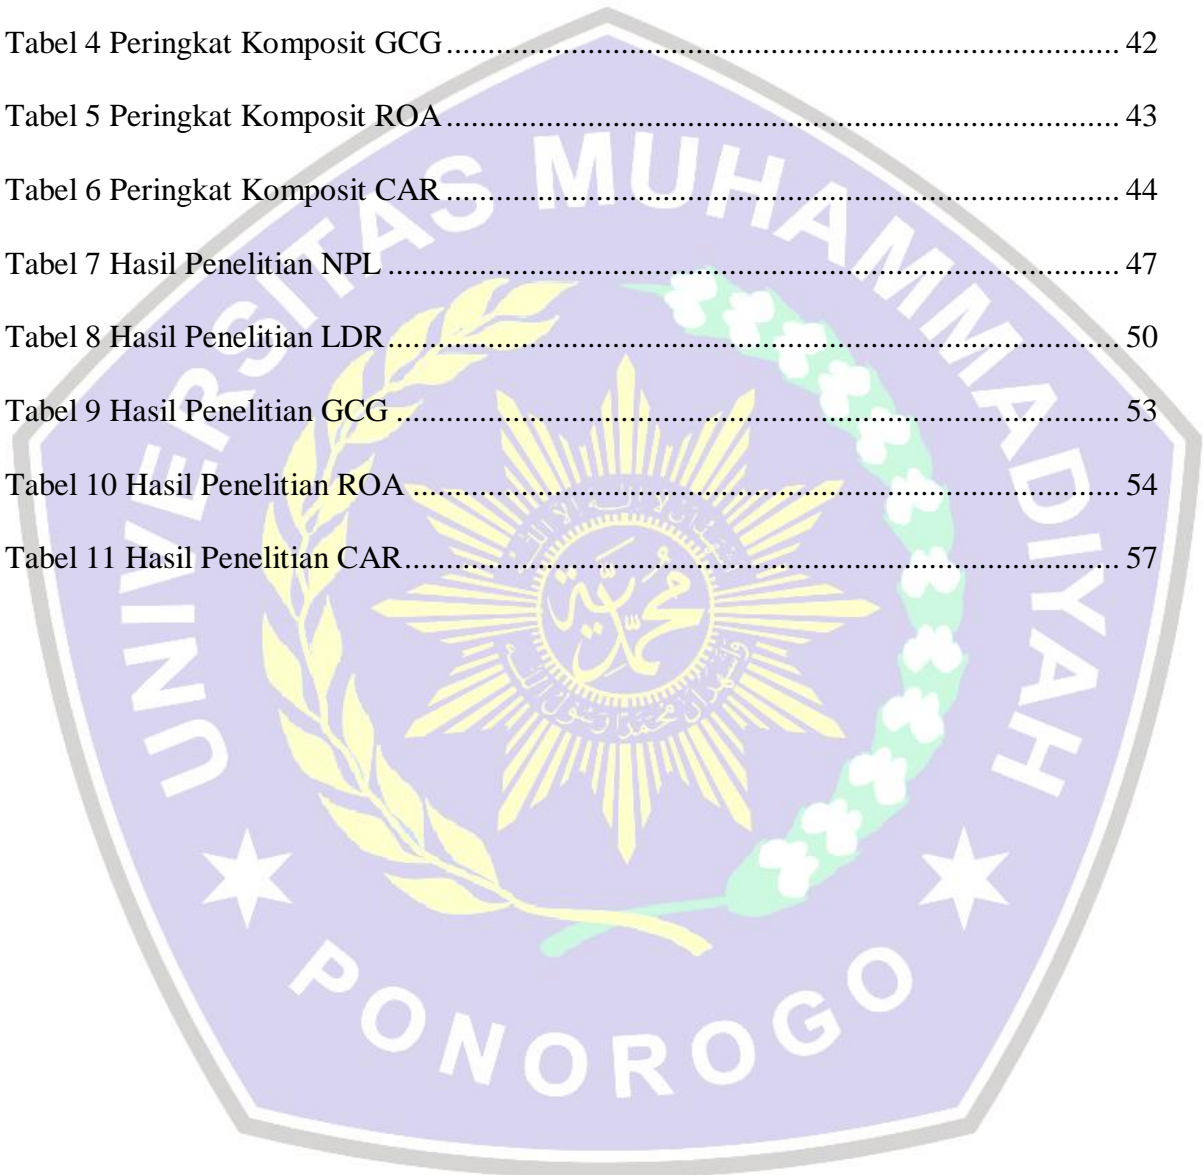 Tabel 4 Peringkat Komposit GCG........................................................................ 42
Tabel 5 Peringkat Komposit ROA........................................................................ 43
Tabel 6 Peringkat Komposit CAR ........................................................................ 44
Tabel 7 Hasil Penelitian NPL ........................................................................ 47
Tabel 8 Hasil Penelitian LDR........................................................................ 50
Tabel 9 Hasil Penelitian GCG ........................................................................ 53
Tabel 10 Hasil Penelitian ROA ........................................................................ 54
Tabel 11 Hasil Penelitian CAR........................................................................ 57
UNIVERSITAS MUHAMMADIYAH
PONOROGO
محمدية